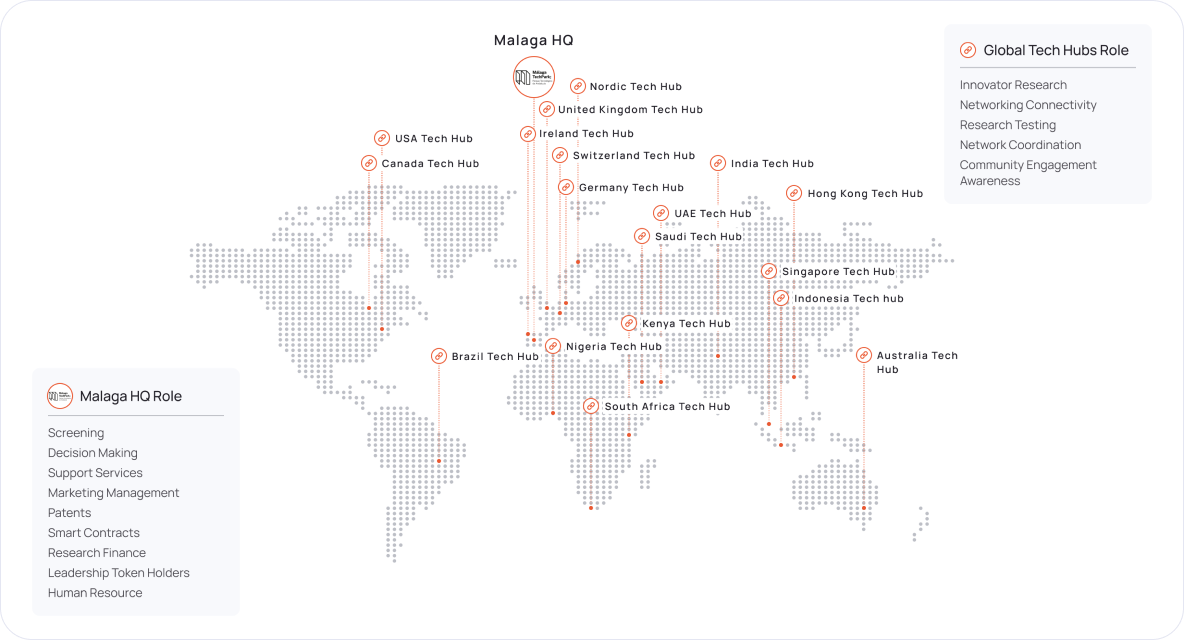 Malaga HQ
Málaga
TechPark
Nordic Tech Hub
United Kingdom Tech Hub
Ireland Tech Hub
USA Tech Hub
Canada Tech Hub
Switzerland Tech Hub
India Tech Hub
Germany Tech Hub
Hong Kong Tech Hub
UAE Tech Hub
Saudi Tech Hub
Singapore Tech Hub
Indonesia Tech hub
Kenya Tech Hub
Nigeria Tech Hub
Brazil Tech Hub
Australia Tech
Hub
South Africa Tech Hub
Global Tech Hubs Role
Innovator Research
Networking Connectivity
Research Testing
Network Coordination
Community Engagement
Awareness
Malaga HQ Role
Screening
Decision Making
Support Services
Marketing Management
Patents
Smart Contracts
Research Finance
Leadership Token Holders
Human Resource